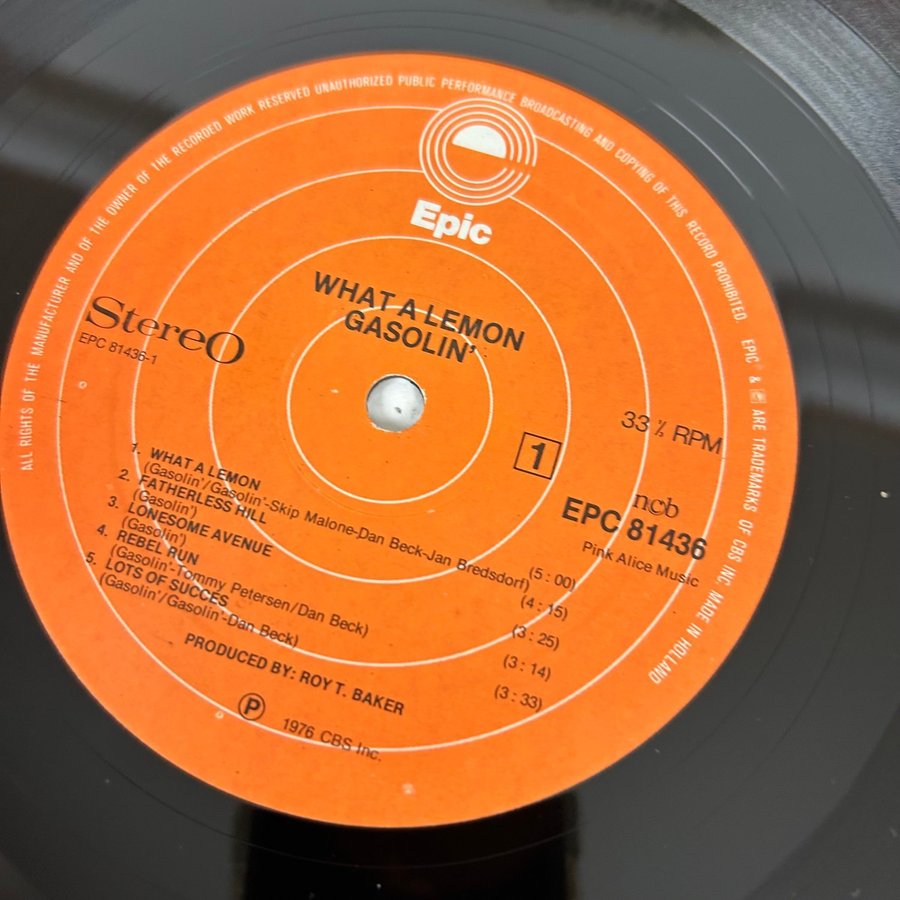 ALL RIGHTS OF THE MANUFACTURER AND OF THE OWNER OF THE RECORDED WORK RESERVED UNAUTHORIZED PUBLIC PERFORMANCE BROADCASTING AND COPYING OF THIS RECORD PROHIBITED. EPIC® & ARE TRADEMARKS OF CBS INC. MADE IN HOLLAND
Epic
WHAT A LEMON
GASOLIN'
Stereo
EPC 81436-1
33⅓ RPM
1
ncb
EPC 81436
Pink Alice Music
1. WHAT A LEMON
(Gasolin'/Gasolin'-Skip Malone-Dan Beck-Jan Bredsdorf) (5:00)
2. FATHERLESS HILL
(Gasolin') (4:15)
3. LONESOME AVENUE
(Gasolin') (3:25)
4. REBEL RUN
(Gasolin'-Tommy Petersen/Dan Beck) (3:14)
5. LOTS OF SUCCES
(Gasolin'/Gasolin'-Dan Beck) (3:33)
PRODUCED BY: ROY T. BAKER
Ⓟ 1976 CBS Inc.